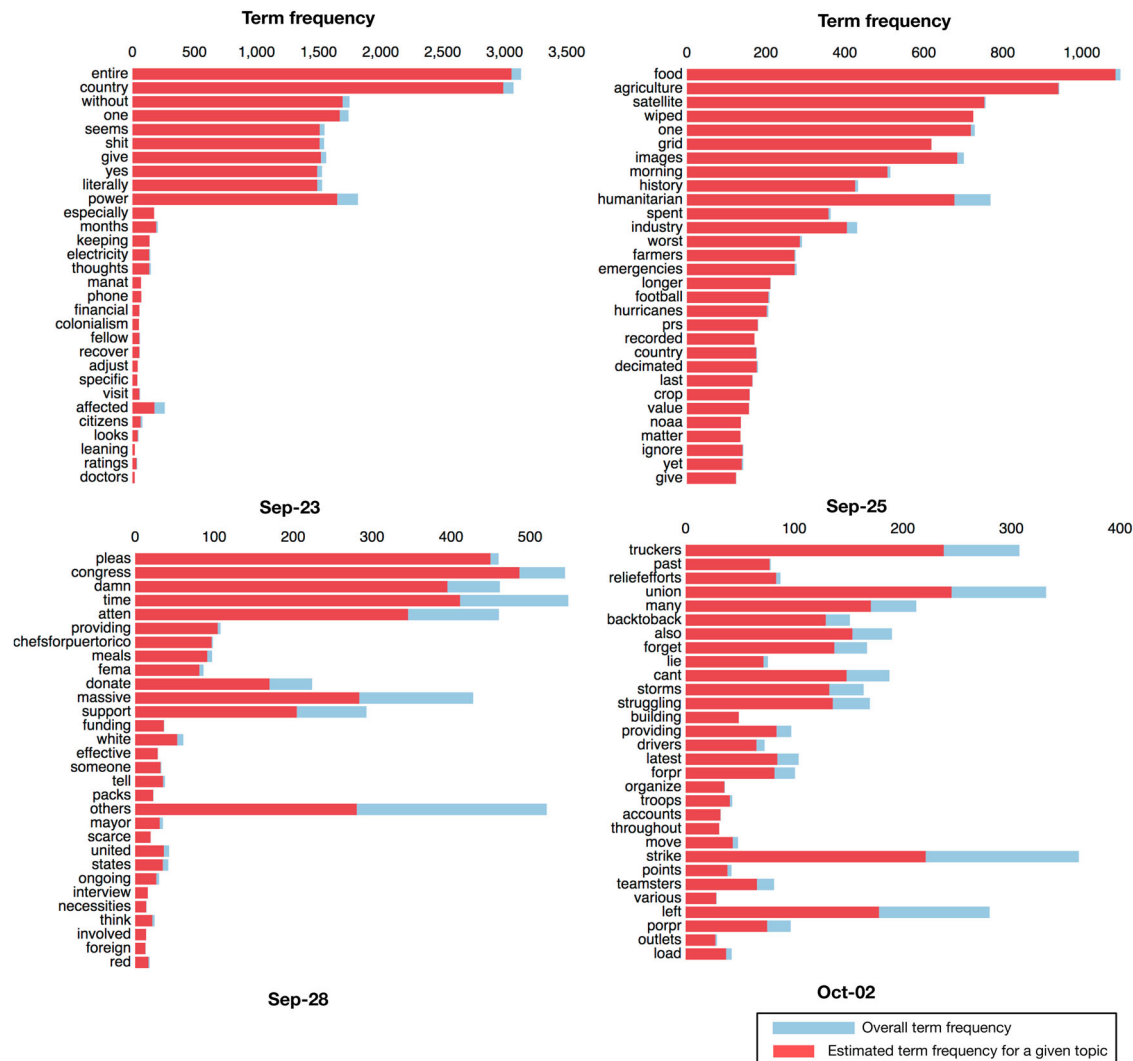 Term frequency
0 500 1,000 1,500 2,000 2,500 3,000 3,500
entire
country
without
one
seems
shit
give
yes
literally
power
especially
months
keeping
electricity
thoughts
manat
phone
financial
colonialism
fellow
recover
adjust
specific
visit
affected
citizens
looks
leaning
ratings
doctors
Sep-23
Term frequency
0 200 400 600 800 1,000
food
agriculture
satellite
wiped
one
grid
images
morning
history
humanitarian
spent
industry
worst
farmers
emergencies
longer
football
hurricanes
prs
recorded
country
decimated
last
crop
value
noaa
matter
ignore
yet
give
Sep-25
0 100 200 300 400 500
pleas
congress
damn
time
atten
providing
chefsforpuertorico
meals
fema
donate
massive
support
funding
white
effective
someone
tell
packs
others
mayor
scarce
united
states
ongoing
interview
necessities
think
involved
foreign
red
Sep-28
0 100 200 300 400
truckers
past
reliefefforts
union
many
backtoback
also
forget
lie
cant
storms
struggling
building
providing
drivers
latest
forpr
organize
troops
accounts
throughout
move
strike
points
teamsters
various
left
porpr
outlets
load
Oct-02
Overall term frequency
Estimated term frequency for a given topic